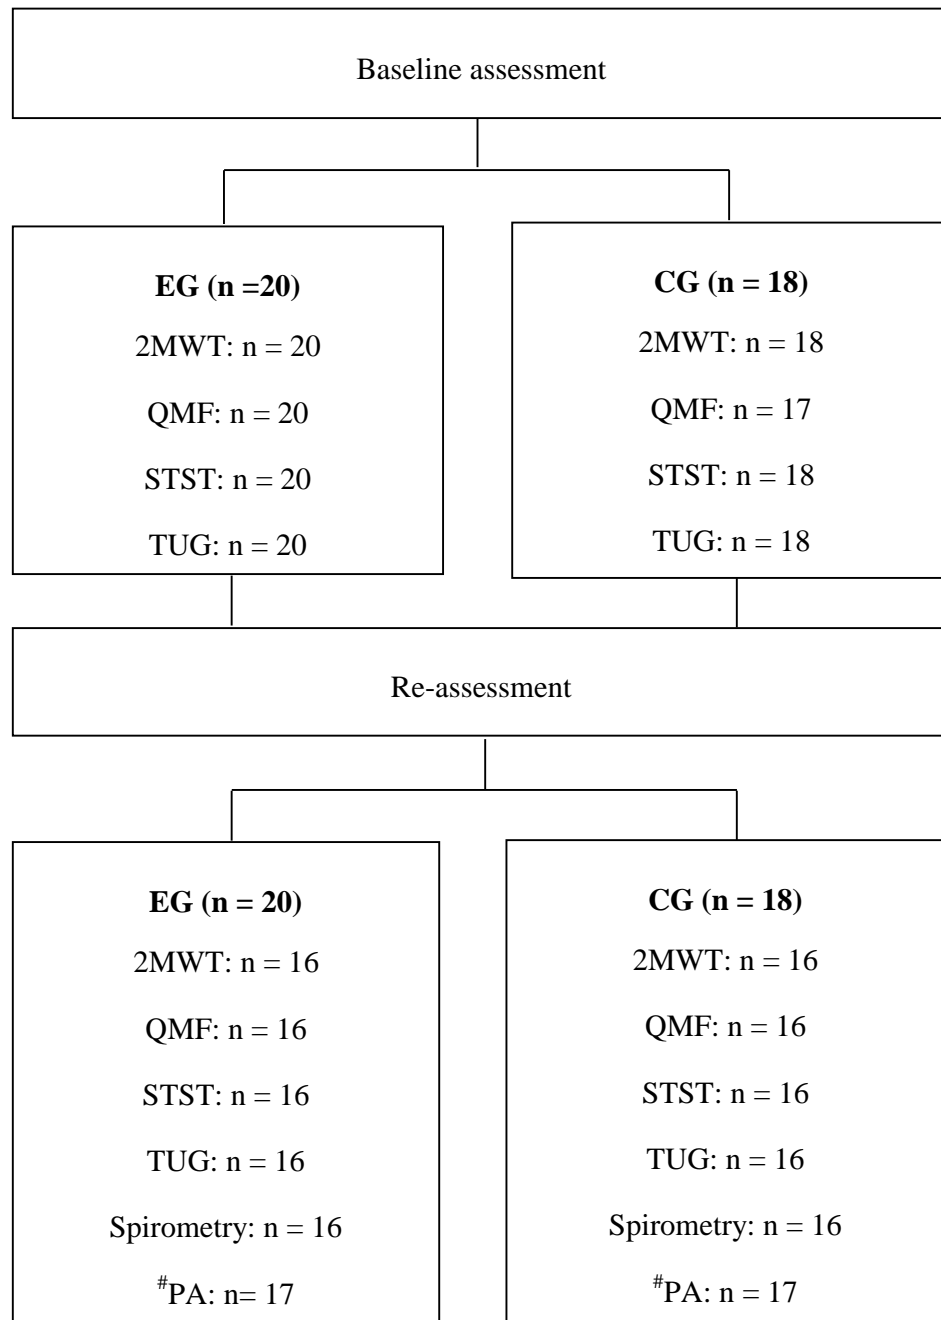 Baseline assessment
EG (n =20)
2MWT: n = 20
QMF: n = 20
STST: n = 20
TUG: n = 20
CG (n = 18)
2MWT: n = 18
QMF: n = 17
STST: n = 18
TUG: n = 18
Re-assessment
EG (n = 20)
2MWT: n = 16
QMF: n = 16
STST: n = 16
TUG: n = 16
Spirometry: n = 16
#PA: n= 17
CG (n = 18)
2MWT: n = 16
QMF: n = 16
STST: n = 16
TUG: n = 16
Spirometry: n = 16
#PA: n = 17